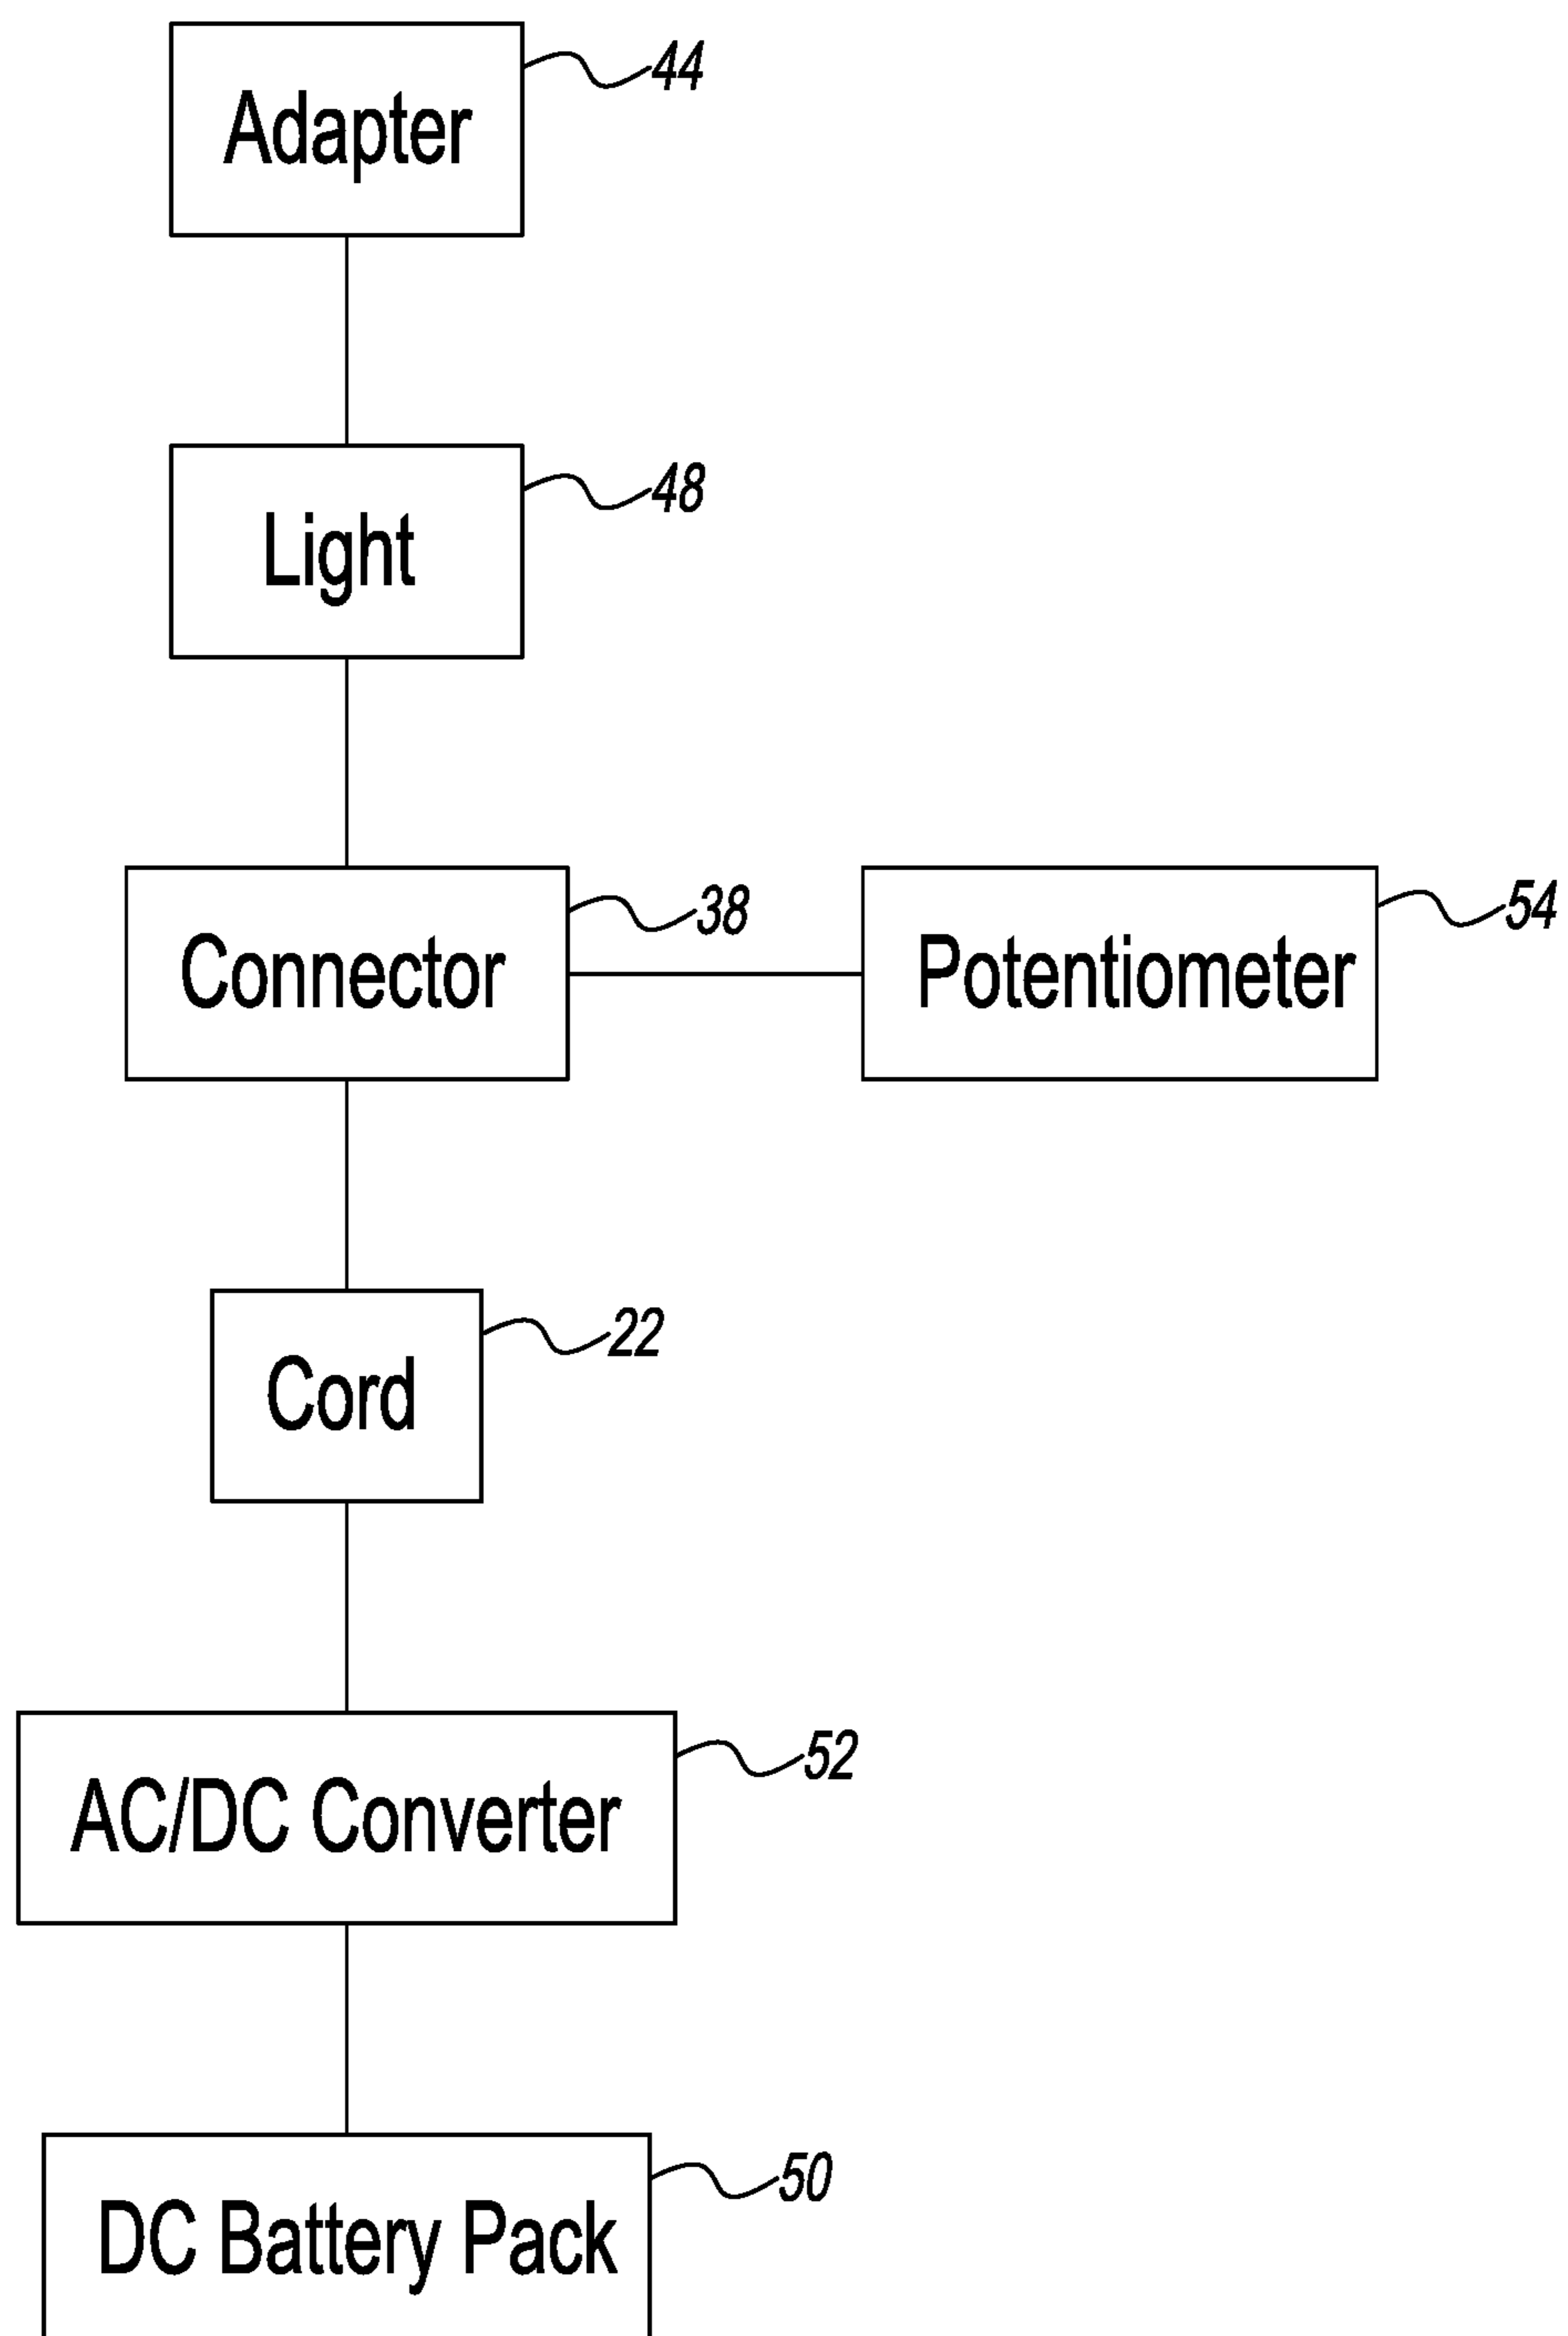 Adapter 44
Light 48
Connector 38 Potentiometer 54
Cord 22
AC/DC Converter 52
DC Battery Pack 50